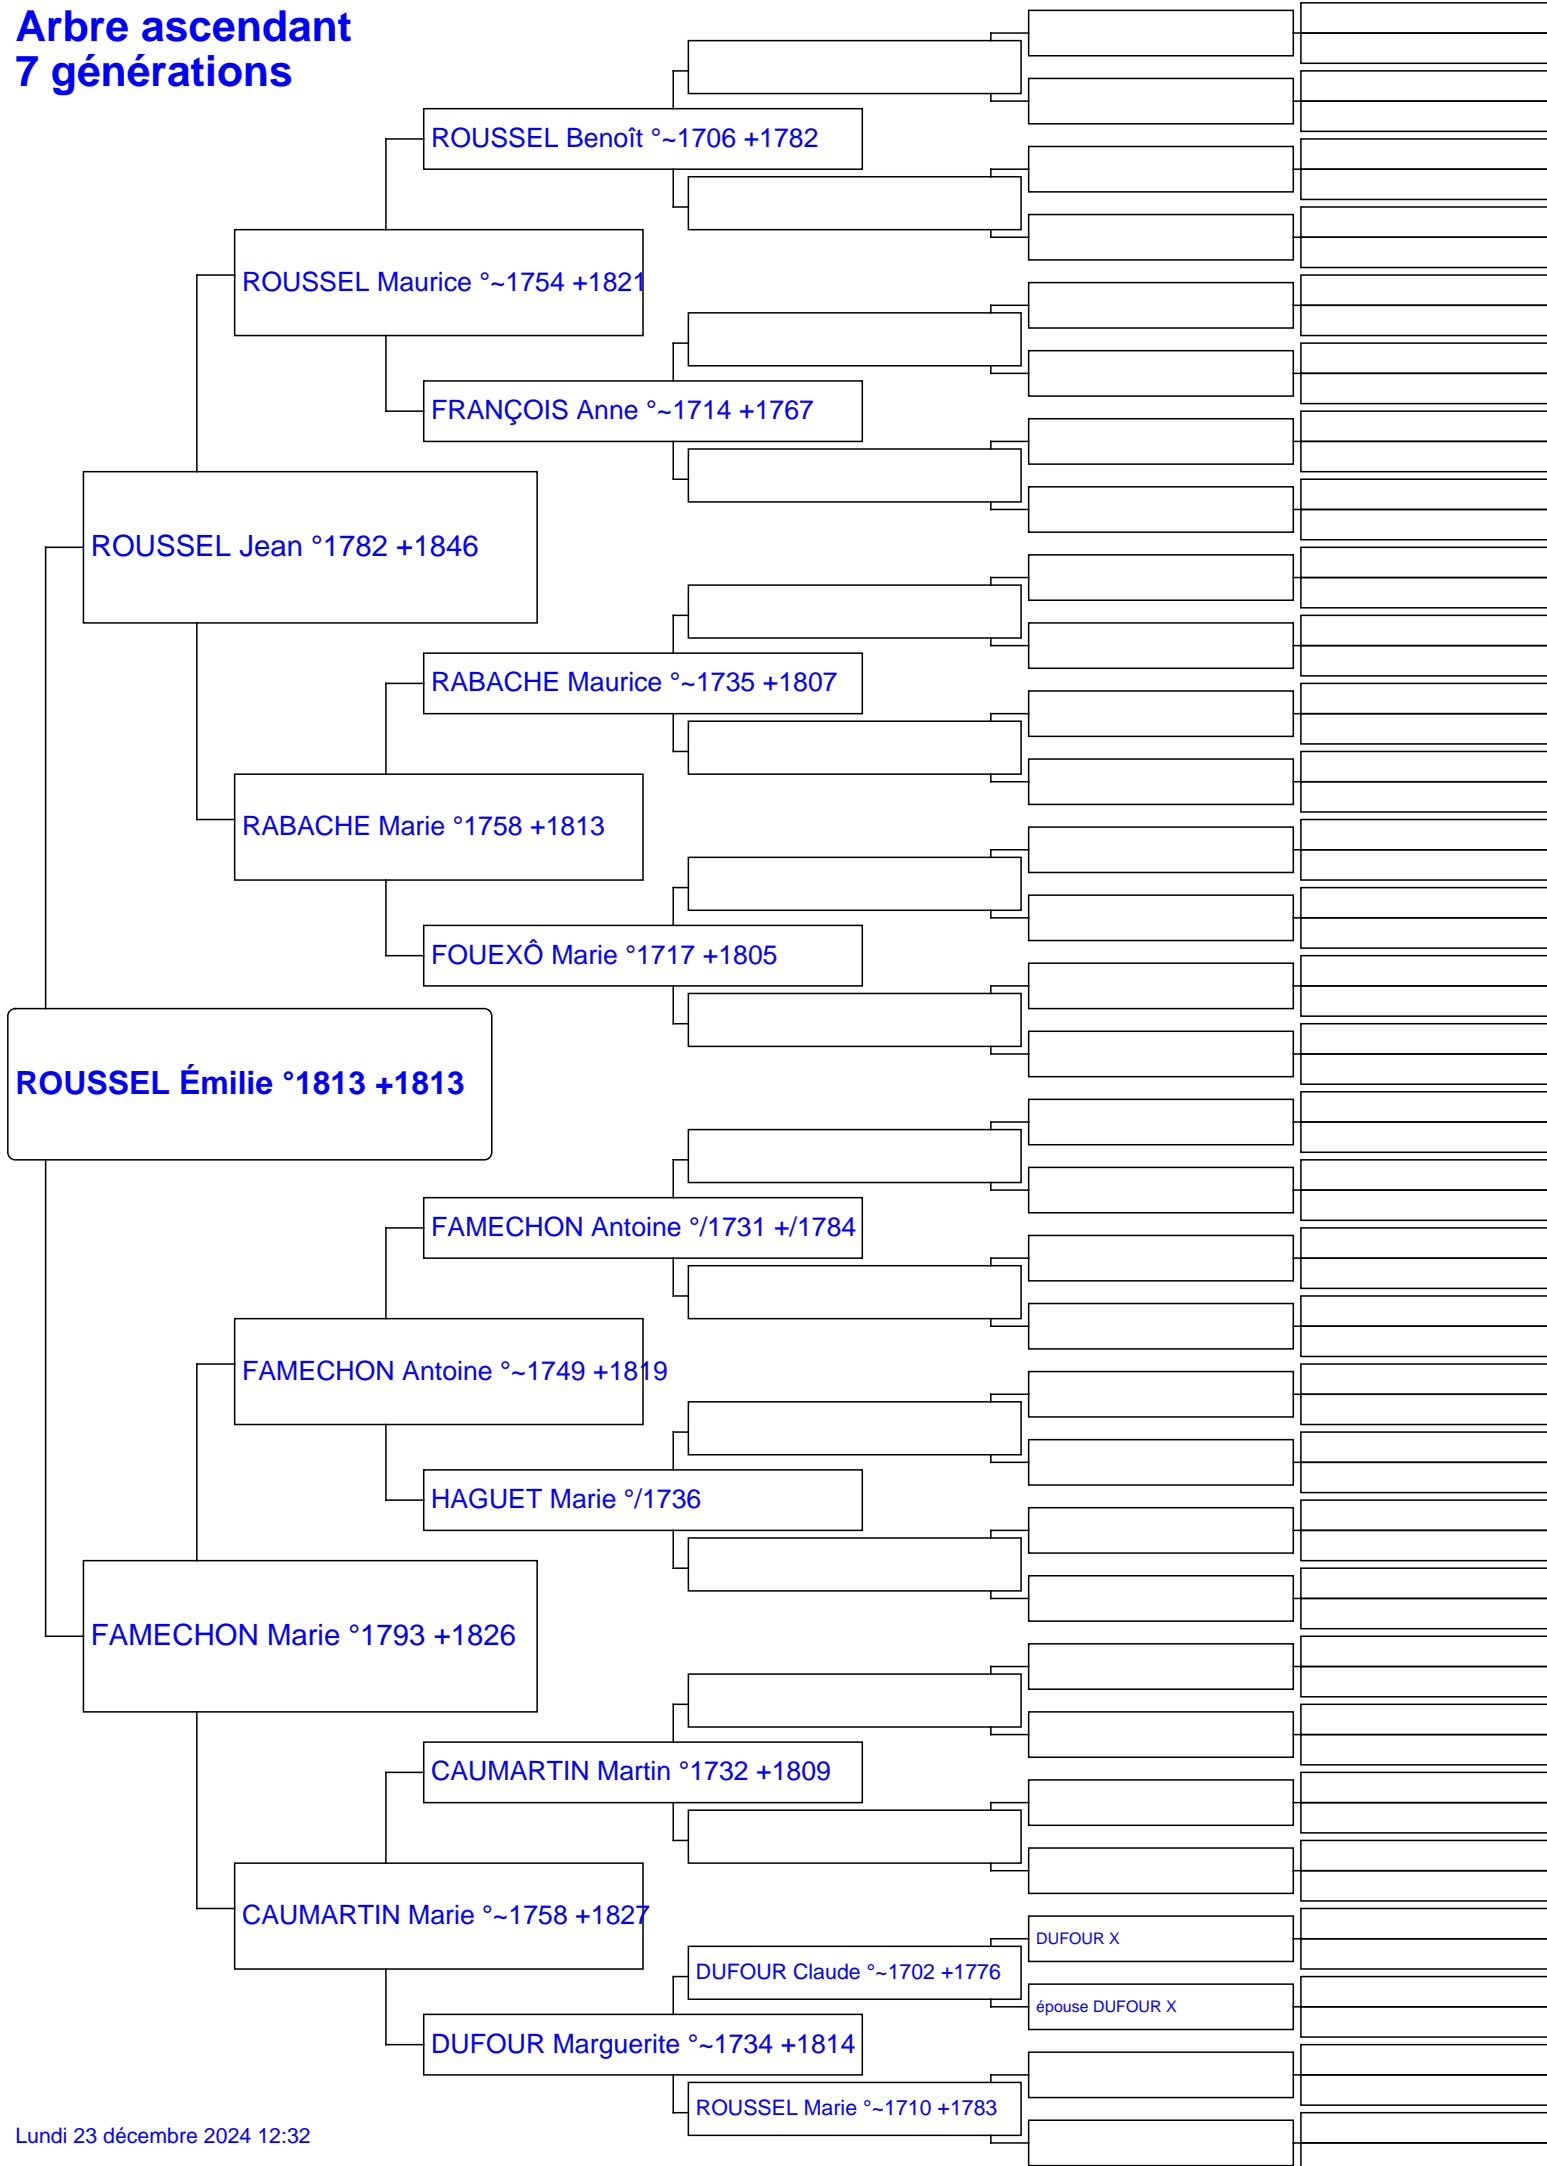 Arbre ascendant
7 générations
ROUSSEL Benoît °~1706 +1782
ROUSSEL Maurice °~1754 +1821
FRANÇOIS Anne °~1714 +1767
ROUSSEL Jean °1782 +1846
RABACHE Maurice °~1735 +1807
RABACHE Marie °1758 +1813
FOUEXÔ Marie °1717 +1805
ROUSSEL Émilie °1813 +1813
FAMECHON Antoine °/1731 +/1784
FAMECHON Antoine °~1749 +1819
HAGUET Marie °/1736
FAMECHON Marie °1793 +1826
CAUMARTIN Martin °1732 +1809
CAUMARTIN Marie °~1758 +1827
DUFOUR X
DUFOUR Claude °~1702 +1776
épouse DUFOUR X
DUFOUR Marguerite °~1734 +1814
ROUSSEL Marie °~1710 +1783
Lundi 23 décembre 2024 12:32